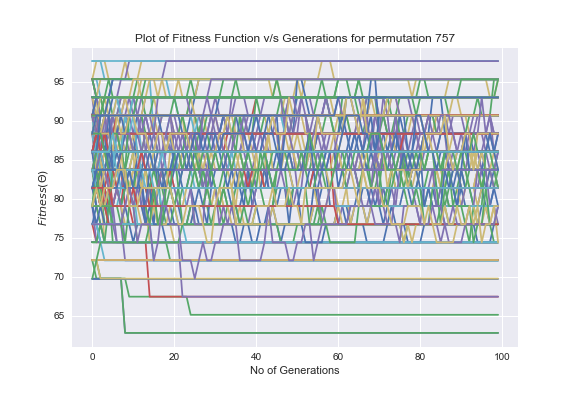 Plot of Fitness Function v/s Generations for permutation 757
95
90
85
80
75
70
65
Fitness(Θ)
0 20 40 60 80 100
No of Generations